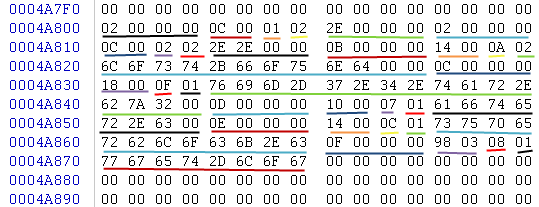 0004A7F0 00 00 00 00 00 00 00 00 00 00 00 00 00 00 00 00
0004A800 02 00 00 00 0C 00 01 02 2E 00 00 00 02 00 00 00
0004A810 0C 00 02 02 2E 2E 00 00 0B 00 00 00 14 00 0A 02
0004A820 6C 6F 73 74 2B 66 6F 75 6E 64 00 00 0C 00 00 00
0004A830 18 00 0F 01 76 69 6D 2D 37 2E 34 2E 74 61 72 2E
0004A840 62 7A 32 00 0D 00 00 00 10 00 07 01 61 66 74 65
0004A850 72 2E 63 00 0E 00 00 00 14 00 0C 01 73 75 70 65
0004A860 72 62 6C 6F 63 6B 2E 63 0F 00 00 00 98 03 08 01
0004A870 77 67 65 74 2D 6C 6F 67 00 00 00 00 00 00 00 00
0004A880 00 00 00 00 00 00 00 00 00 00 00 00 00 00 00 00
0004A890 00 00 00 00 00 00 00 00 00 00 00 00 00 00 00 00